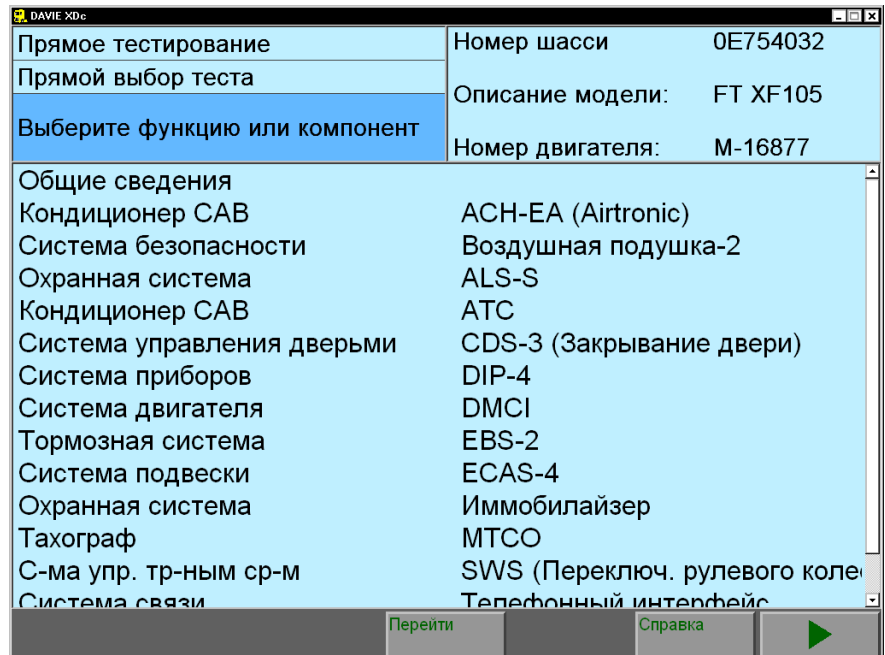 DAVIE XDc
Прямое тестирование
Прямой выбор теста
Выберите функцию или компонент
Номер шасси 0E754032
Описание модели: FT XF105
Номер двигателя: M-16877
Общие сведения
Кондиционер CAB ACH-EA (Airtronic)
Система безопасности Воздушная подушка-2
Охранная система ALS-S
Кондиционер CAB ATC
Система управления дверьми CDS-3 (Закрывание двери)
Система приборов DIP-4
Система двигателя DMCI
Тормозная система EBS-2
Система подвески ECAS-4
Охранная система Иммобилайзер
Тахограф MTCO
С-ма упр. тр-ным ср-м SWS (Переключ. рулевого коле
Система связи Телефонный интерфейс
Перейти Справка